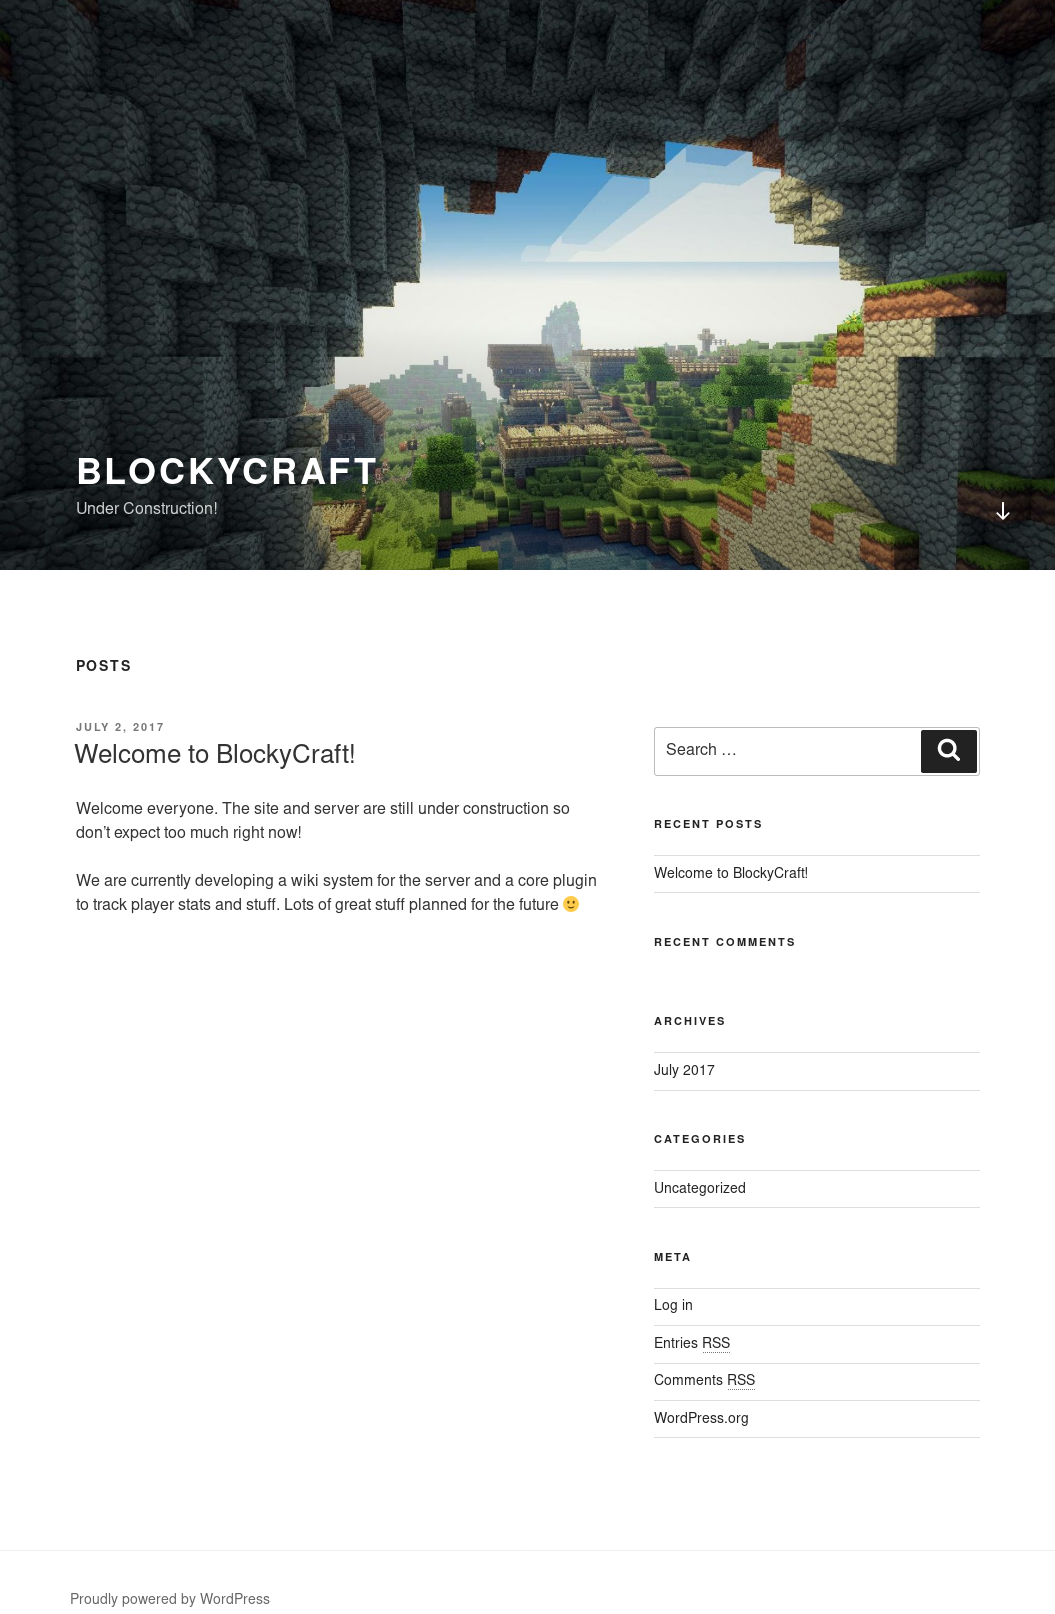 BLOCKYCRAFT
Under Construction!
POSTS
JULY 2, 2017
Welcome to BlockyCraft!
Welcome everyone. The site and server are still under construction so
don’t expect too much right now!
We are currently developing a wiki system for the server and a core plugin
to track player stats and stuff. Lots of great stuff planned for the future 🙂
Search …
RECENT POSTS
Welcome to BlockyCraft!
RECENT COMMENTS
ARCHIVES
July 2017
CATEGORIES
Uncategorized
META
Log in
Entries RSS
Comments RSS
WordPress.org
Proudly powered by WordPress